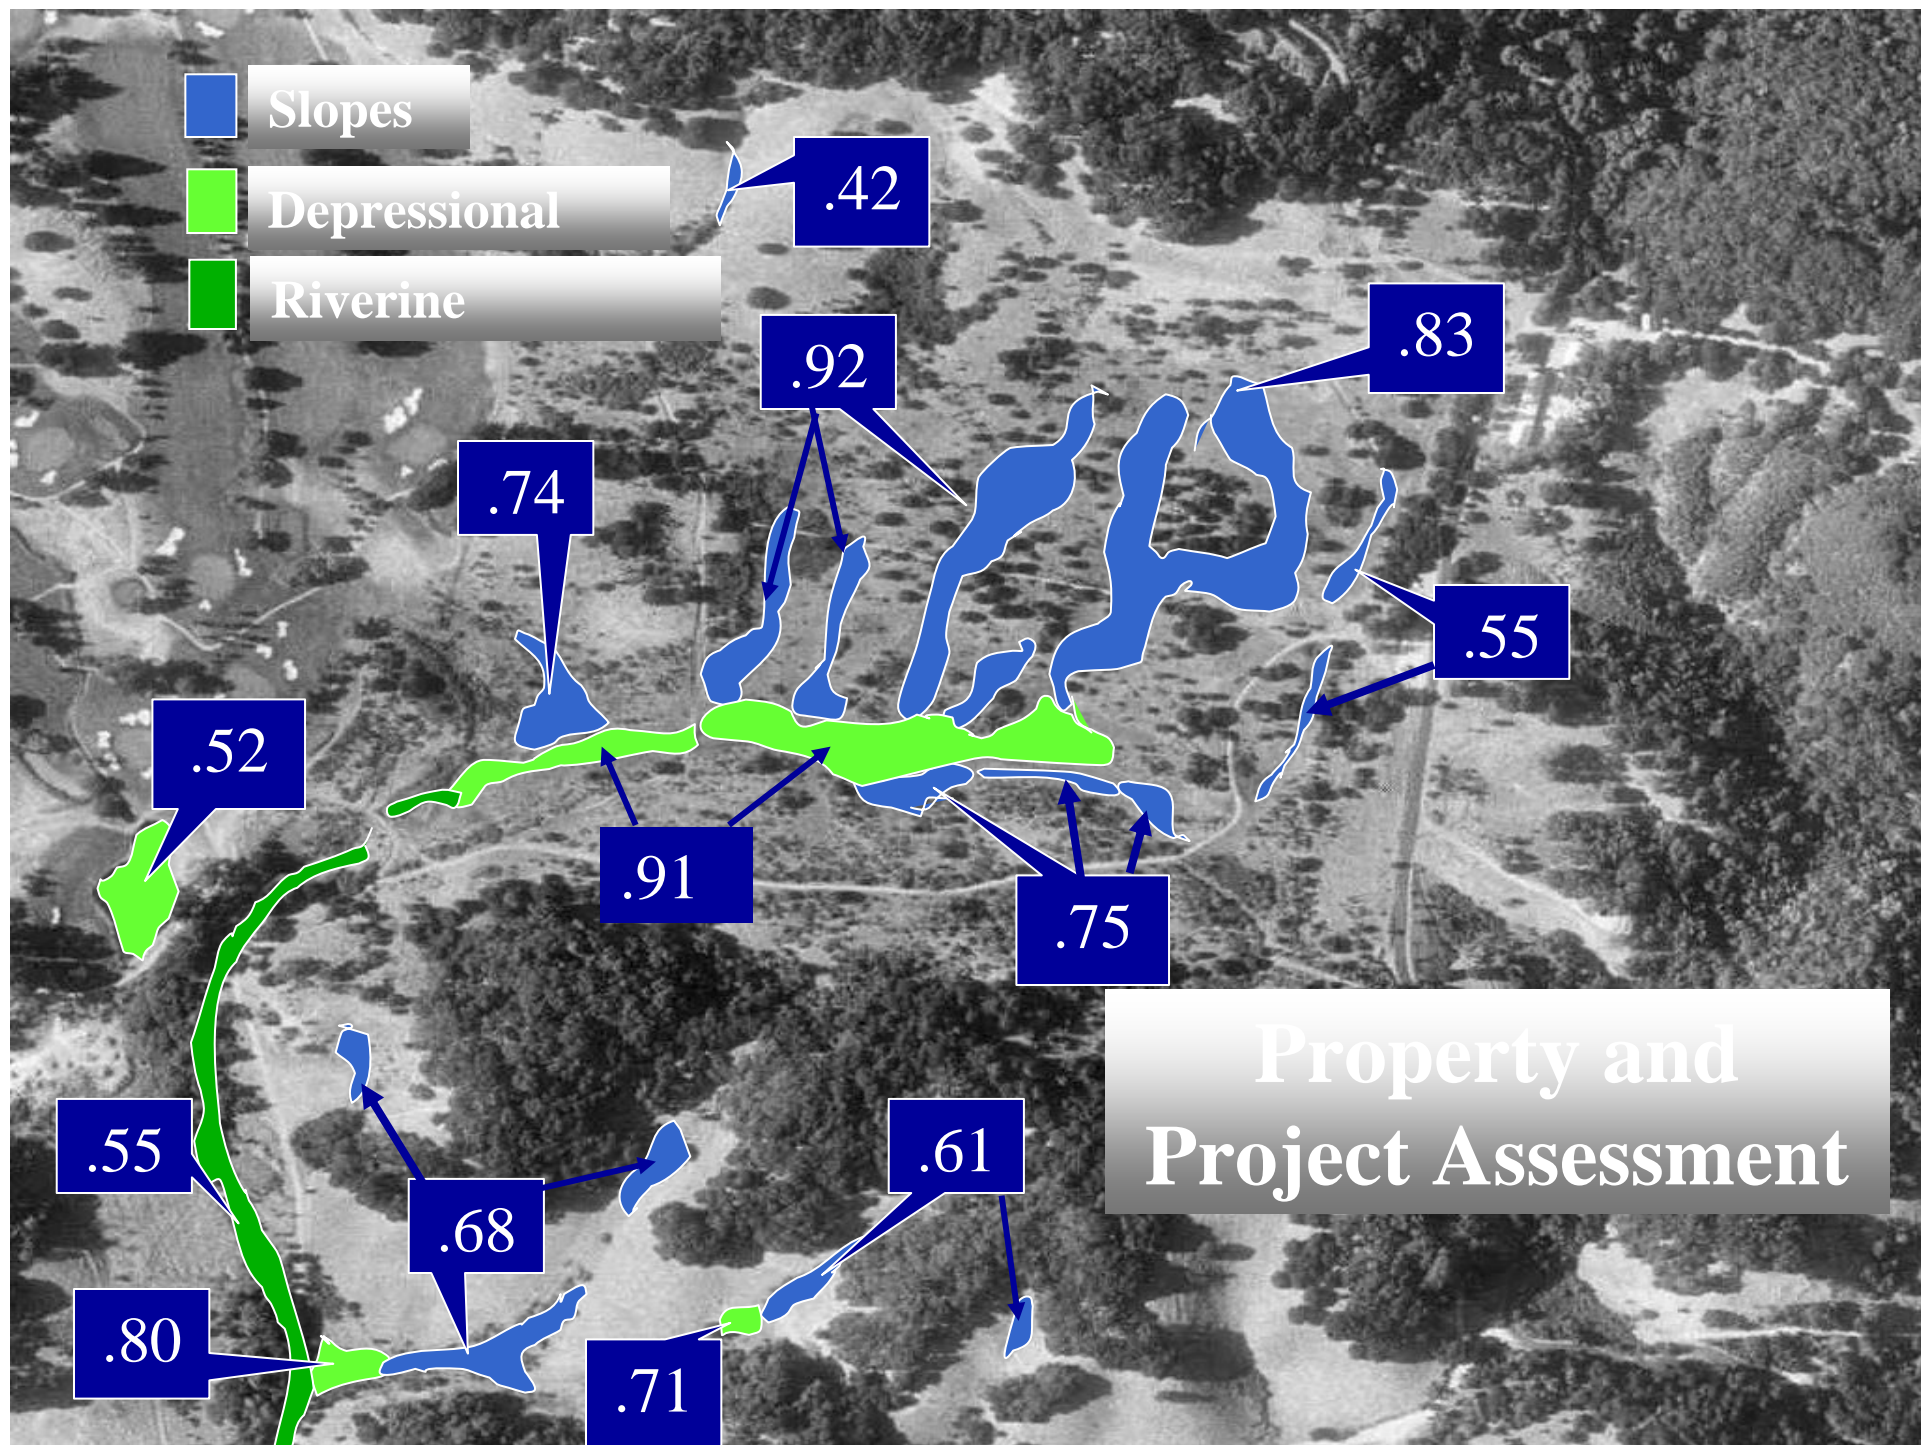 Slopes
Depressional
Riverine
.42
.83
.92
.74
.55
.52
.91
.75
Property and
Project Assessment
.55
.68
.61
.80
.71